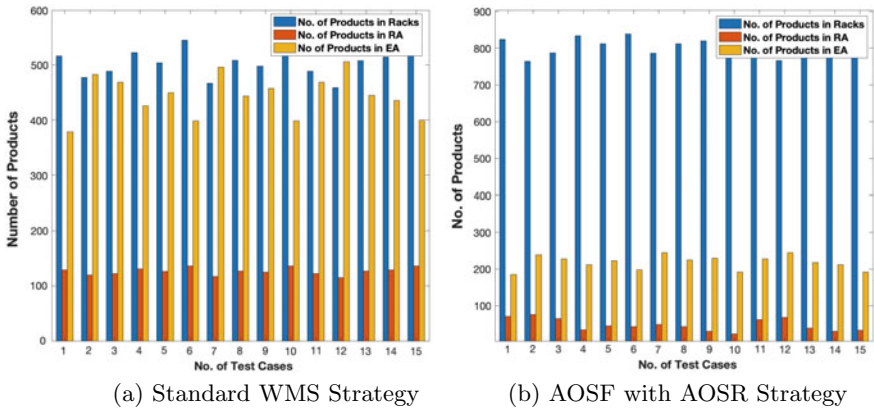 600
500
400
300
200
100
0
Number of Products
No. of Products in Racks
No. of Products in RA
No of Products in EA
1 2 3 4 5 6 7 8 9 10 11 12 13 14 15
No. of Test Cases
(a) Standard WMS Strategy
900
800
700
600
500
400
300
200
100
No. of Products
No. of Products in Racks
No. of Products in RA
No. of Products in EA
1 2 3 4 5 6 7 8 9 10 11 12 13 14 15
No. of Test Cases
(b) AOSF with AOSR Strategy